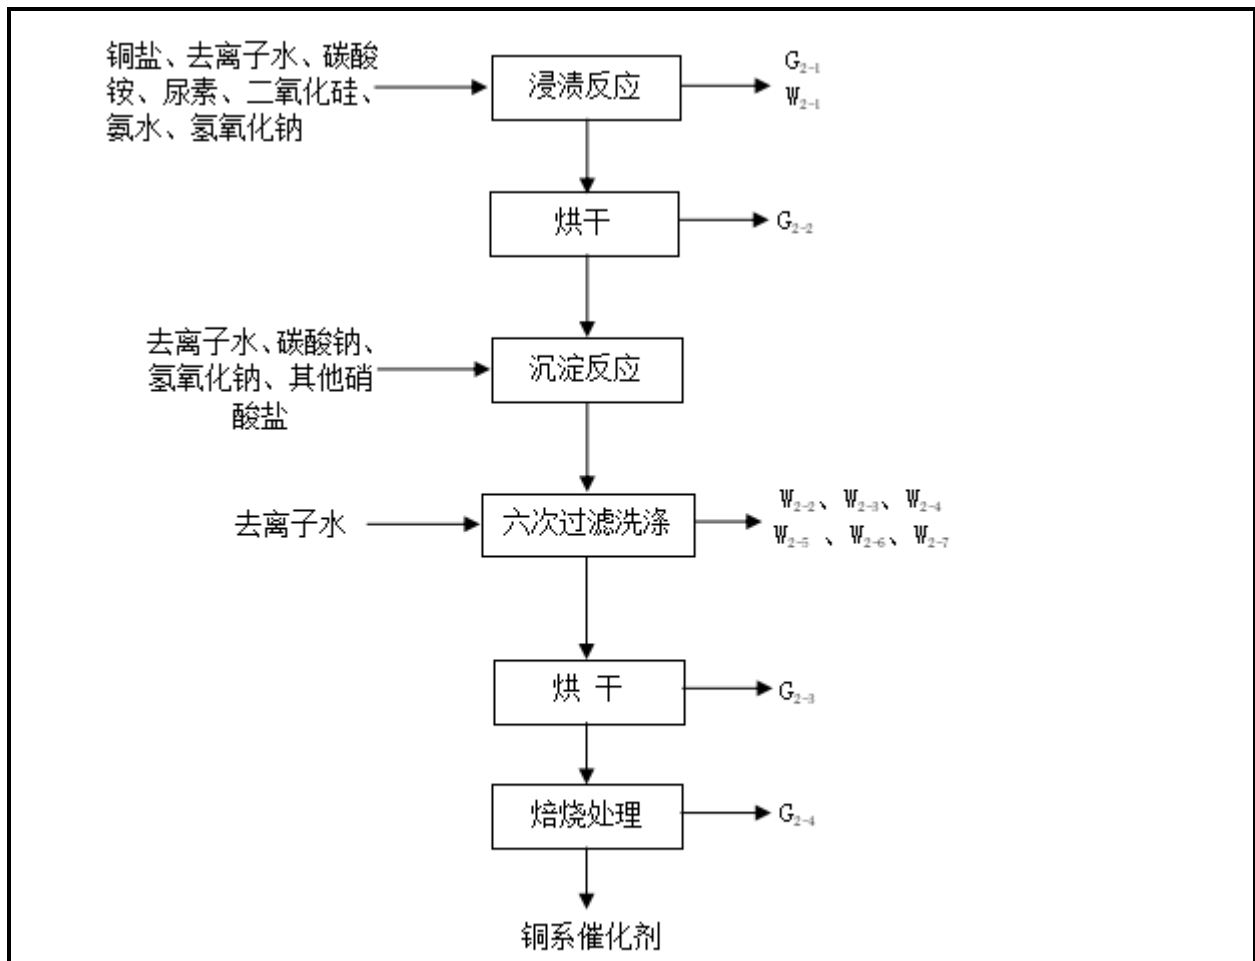 铜盐、去离子水、碳酸
铵、尿素、二氧化硅、
氨水、氢氧化钠
浸渍反应
G2-1
W2-1
烘干
G2-2
去离子水、碳酸钠、
氢氧化钠、其他硝
酸盐
沉淀反应
去离子水
六次过滤洗涤
W2-2、W2-3、W2-4
W2-5 、W2-6、W2-7
烘 干
G2-3
焙烧处理
G2-4
铜系催化剂